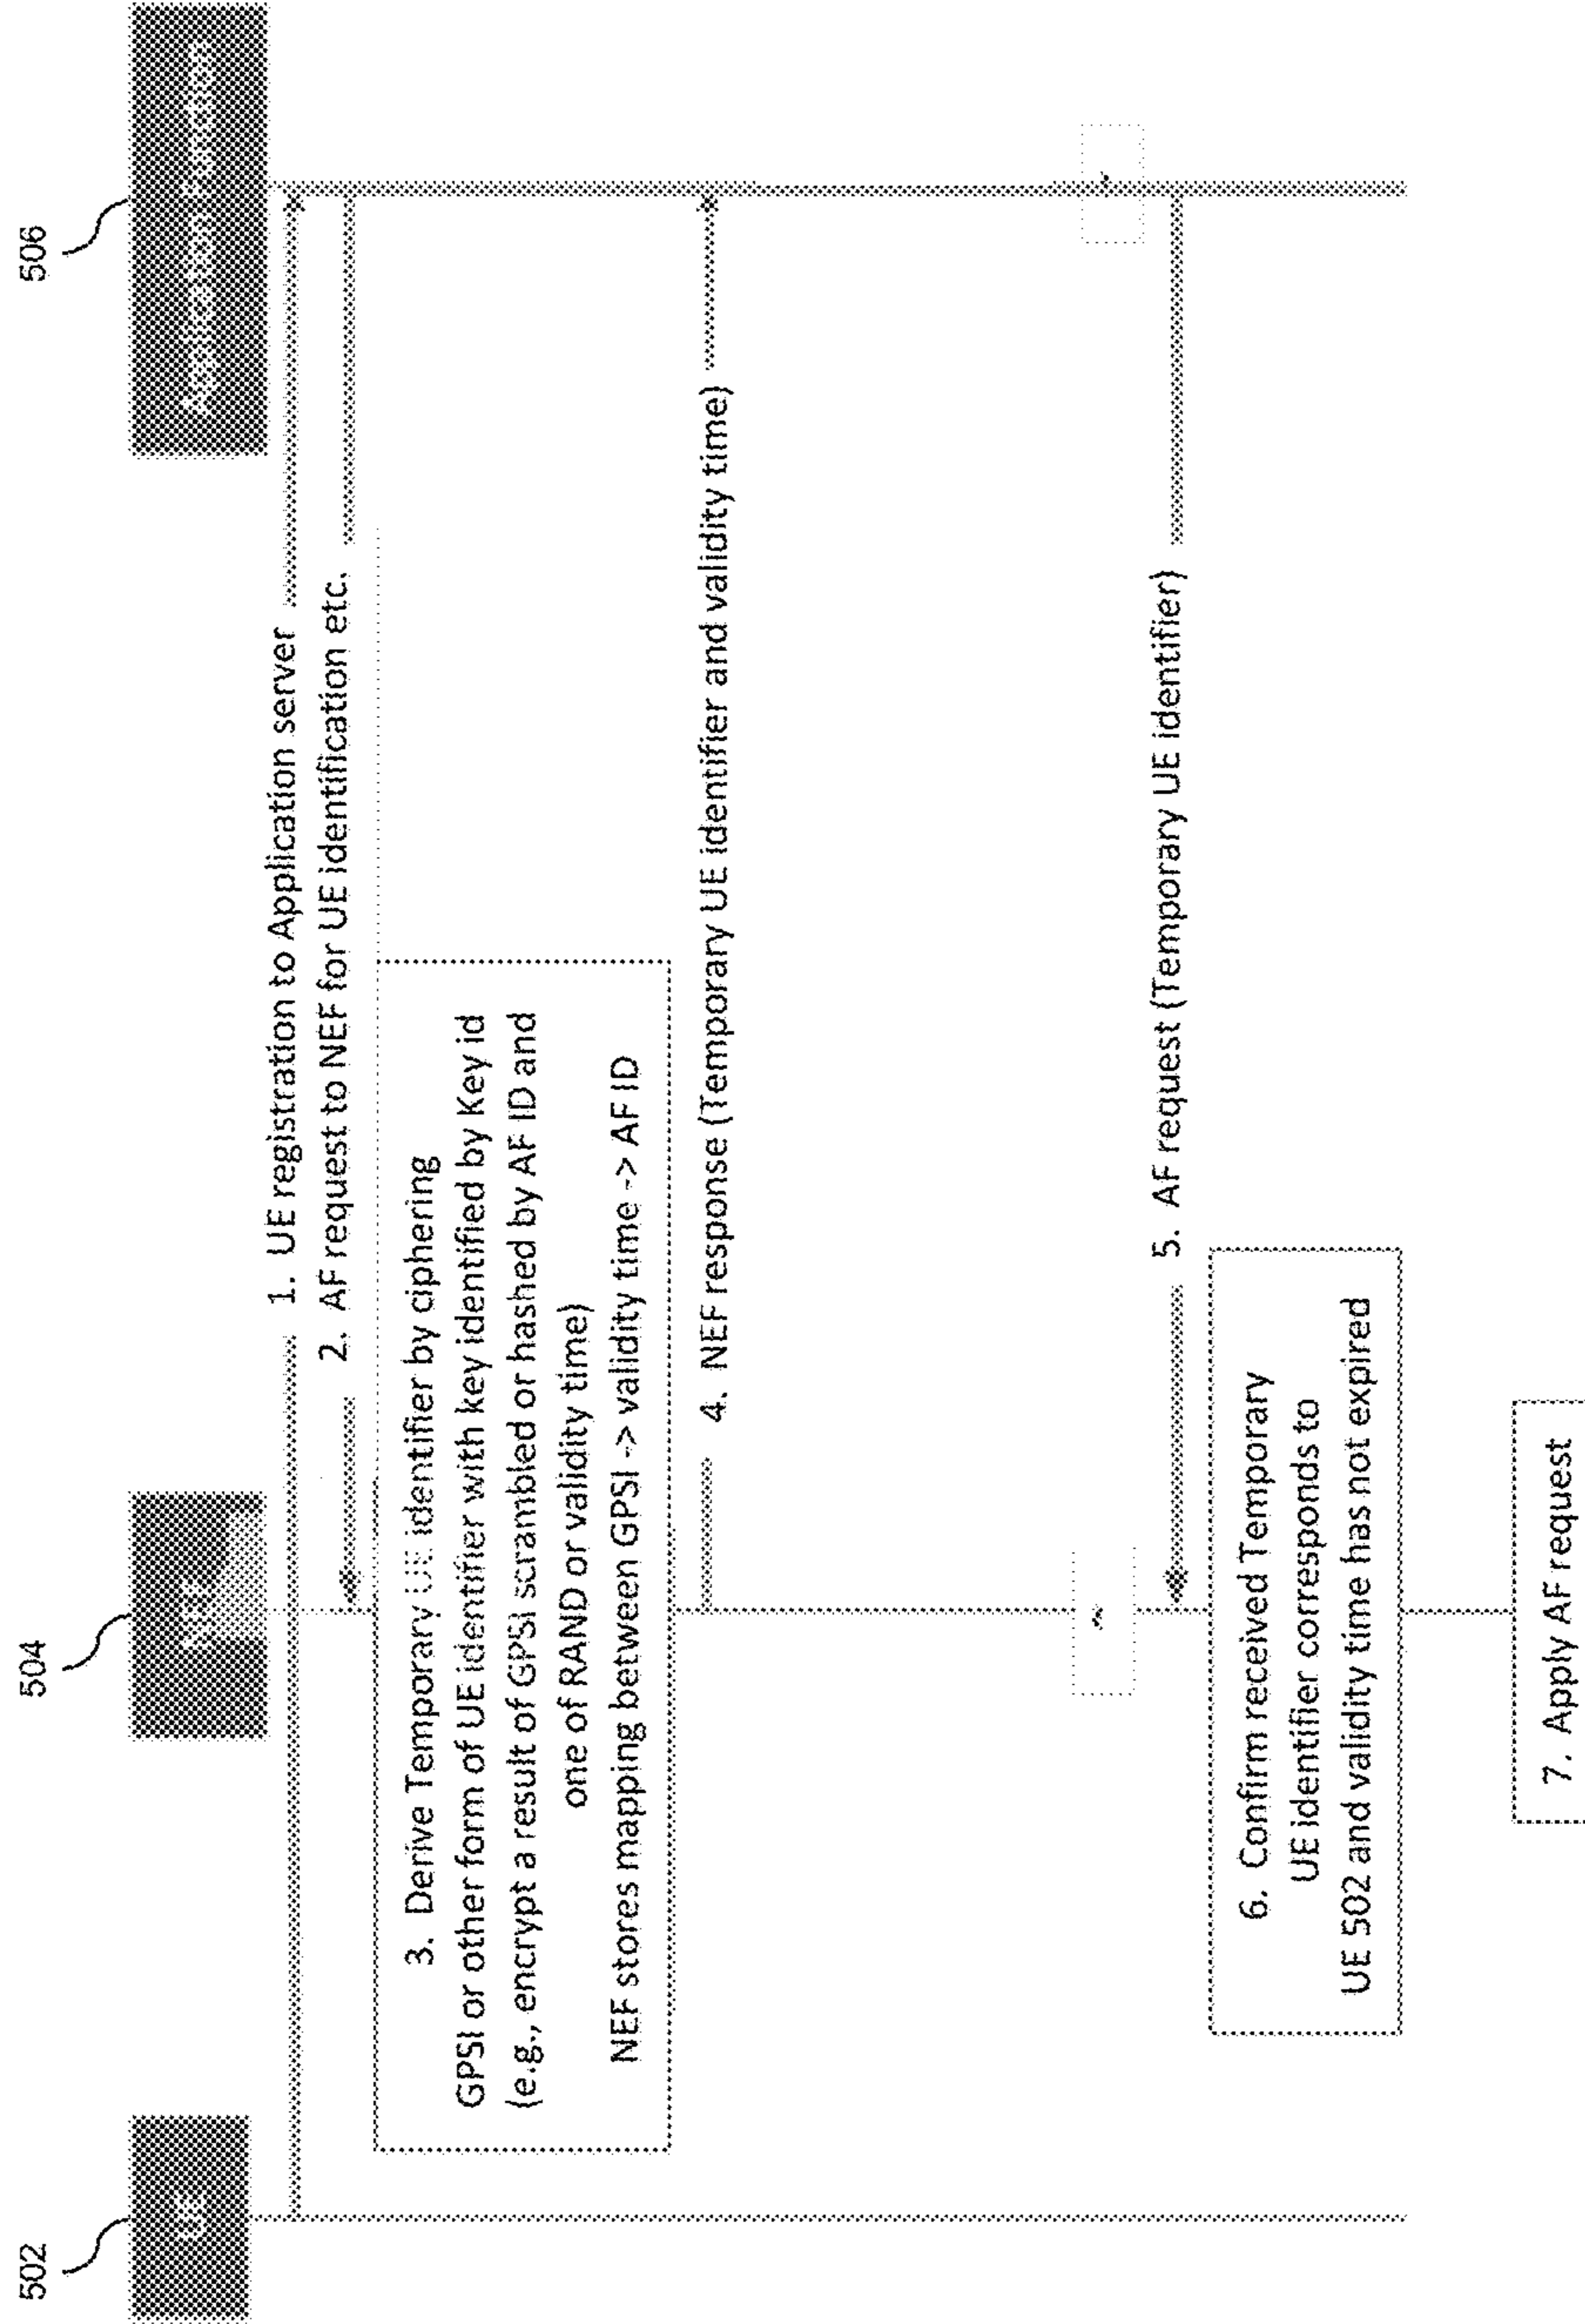 502
504
506
UE
NEF
Application Function
1. UE registration to Application server
2. AF request to NEF for UE identification etc.
3. Derive Temporary UE identifier by ciphering
GPSI or other form of UE identifier with key identified by Key id
(e.g., encrypt a result of GPSI scrambled or hashed by AF ID and
one of RAND or validity time)
NEF stores mapping between GPSI -> validity time -> AF ID
4. NEF response (Temporary UE identifier and validity time)
5. AF request (Temporary UE identifier)
6. Confirm received Temporary
UE identifier corresponds to
UE 502 and validity time has not expired
7. Apply AF request